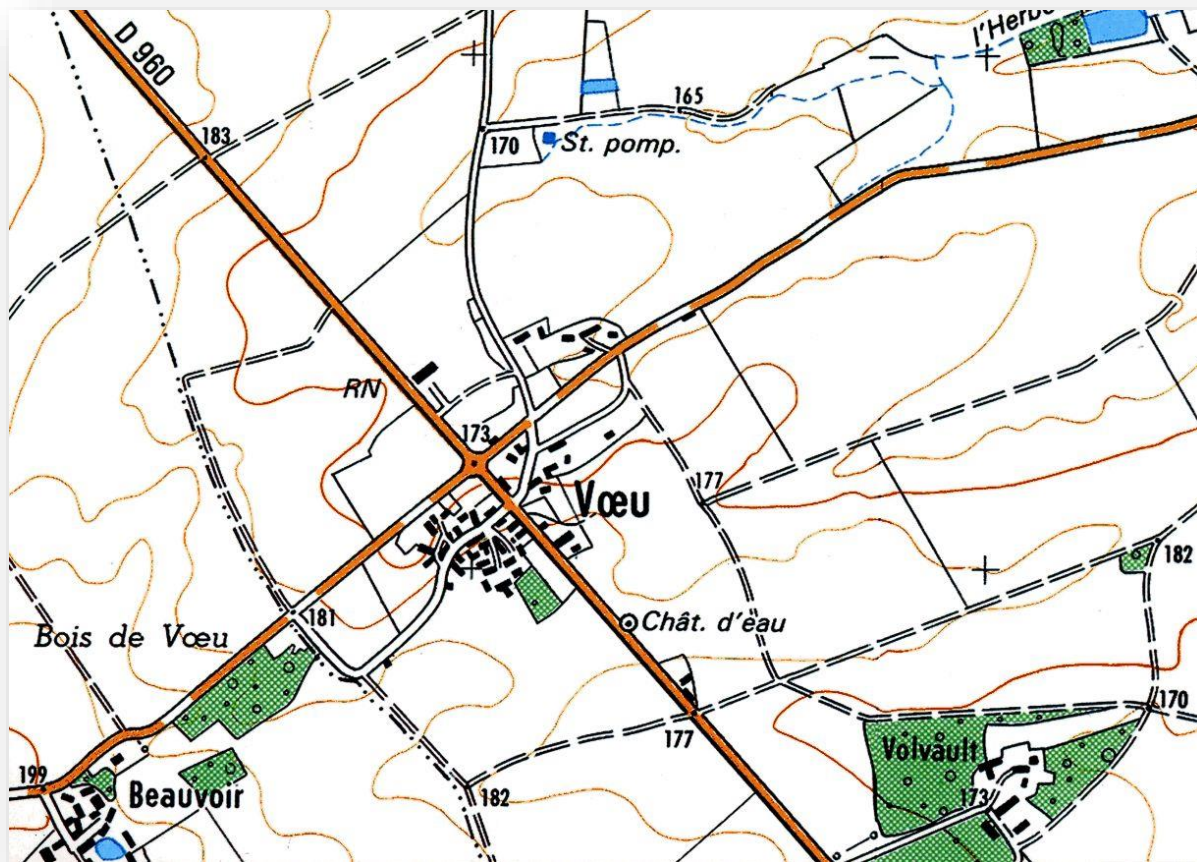 D 960
l'Herb
165
183
170
St. pomp.
RN
173
Vœu
177
182
181
Bois de Vœu
Chât. d'eau
170
177
Volvault
199
Beauvoir
182
173